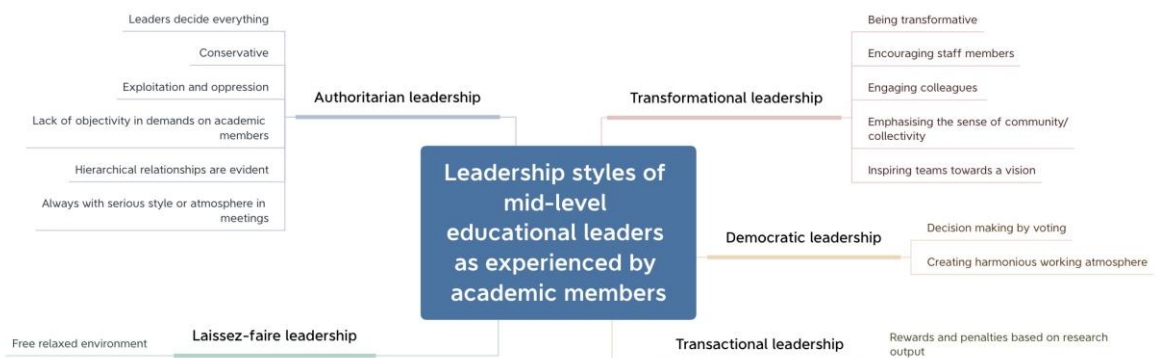 Leadership styles of
mid-level
educational leaders
as experienced by
academic members
Authoritarian leadership
Leaders decide everything
Conservative
Exploitation and oppression
Lack of objectivity in demands on academic
members
Hierarchical relationships are evident
Always with serious style or atmosphere in
meetings
Laissez-faire leadership
Free relaxed environment
Transformational leadership
Being transformative
Encouraging staff members
Engaging colleagues
Emphasising the sense of community/
collectivity
Inspiring teams towards a vision
Democratic leadership
Decision making by voting
Creating harmonious working atmosphere
Transactional leadership
Rewards and penalties based on research
output